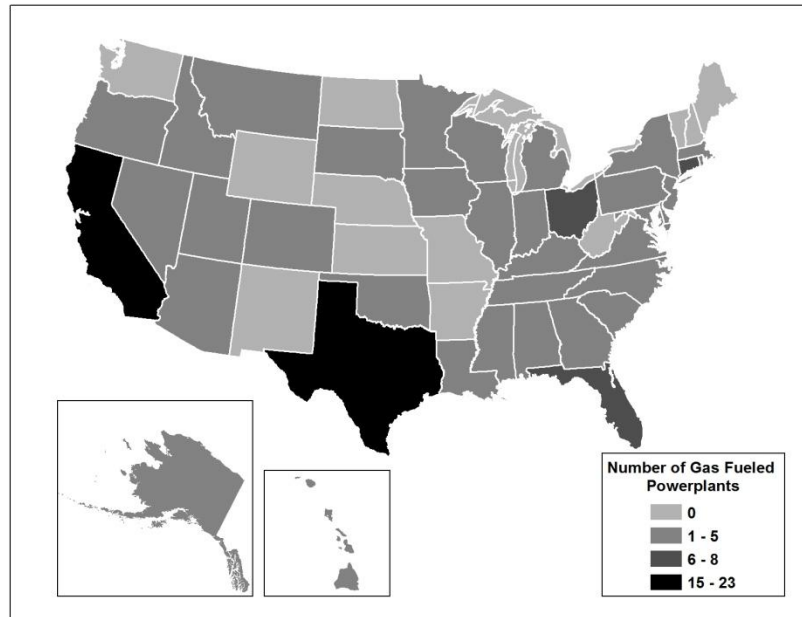 Number of Gas Fueled
Powerplants
0
1 - 5
6 - 8
15 - 23